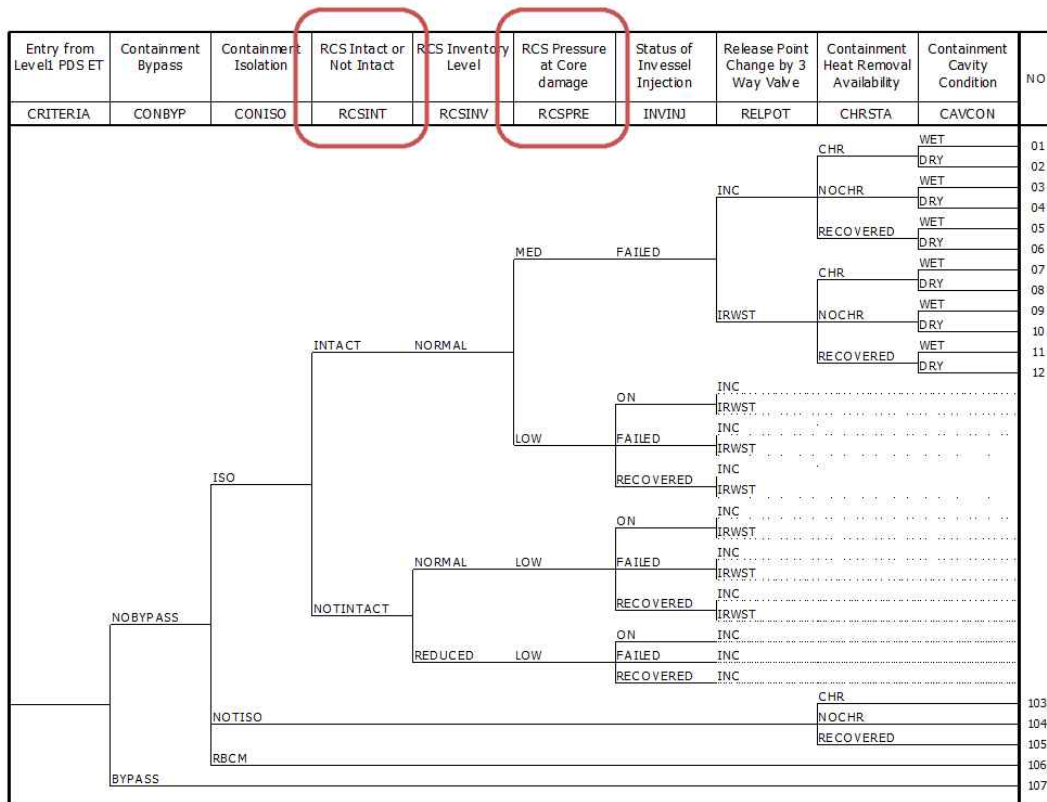 Entry from Level1 PDS ET
Containment Bypass
Containment Isolation
RCS Intact or Not Intact
RCS Inventory Level
RCS Pressure at Core damage
Status of Invessel Injection
Release Point Change by 3 Way Valve
Containment Heat Removal Availability
Containment Cavity Condition
NO
CRITERIA CONBYP CONISO RCSINT RCSINV RCSPRE INVINJ RELPOT CHRSTA CAVCON
WET 01
CHR
DRY 02
WET 03
INC NOCHR
DRY 04
WET 05
RECOVERED
DRY 06
MED FAILED
WET 07
CHR
DRY 08
WET 09
IRWST NOCHR
DRY 10
INTACT NORMAL
WET 11
RECOVERED
DRY 12
INC
ON
IRWST
INC
LOW FAILED
IRWST
INC
ISO
RECOVERED
IRWST
INC
ON
IRWST
INC
NORMAL LOW FAILED
IRWST
INC
RECOVERED
NOTINTACT
IRWST
NOBYPASS
ON INC
REDUCED LOW FAILED INC
RECOVERED INC
CHR 103
NOTISO NOCHR 104
RECOVERED 105
RBCM 106
BYPASS 107